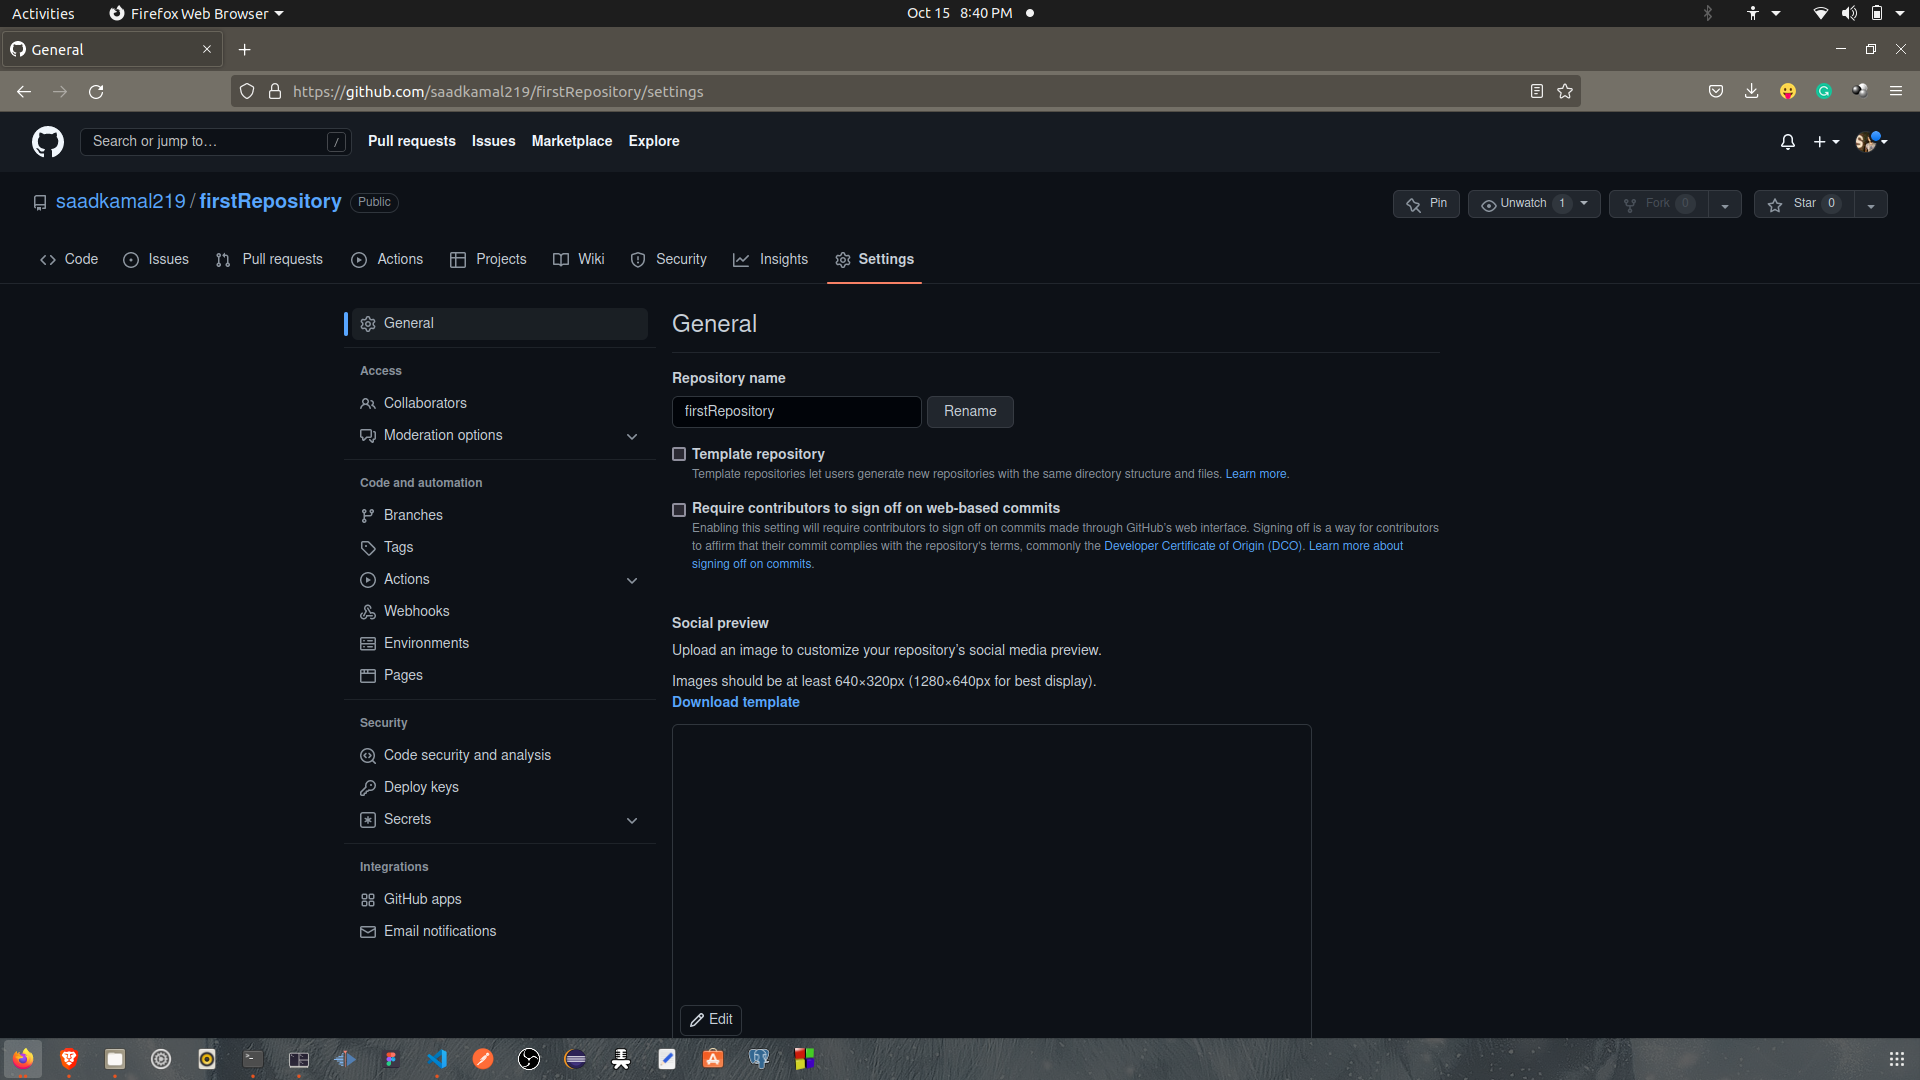 Activities Firefox Web Browser Oct 15 8:40 PM
General
https://github.com/saadkamal219/firstRepository/settings
Search or jump to… / Pull requests Issues Marketplace Explore
saadkamal219 / firstRepository Public Pin Unwatch 1 Fork 0 Star 0
Code Issues Pull requests Actions Projects Wiki Security Insights Settings
General
Access
Collaborators
Moderation options
Code and automation
Branches
Tags
Actions
Webhooks
Environments
Pages
Security
Code security and analysis
Deploy keys
Secrets
Integrations
GitHub apps
Email notifications
General
Repository name
firstRepository Rename
Template repository
Template repositories let users generate new repositories with the same directory structure and files. Learn more.
Require contributors to sign off on web-based commits
Enabling this setting will require contributors to sign off on commits made through GitHub’s web interface. Signing off is a way for contributors
to affirm that their commit complies with the repository's terms, commonly the Developer Certificate of Origin (DCO). Learn more about
signing off on commits.
Social preview
Upload an image to customize your repository’s social media preview.
Images should be at least 640×320px (1280×640px for best display).
Download template
Edit